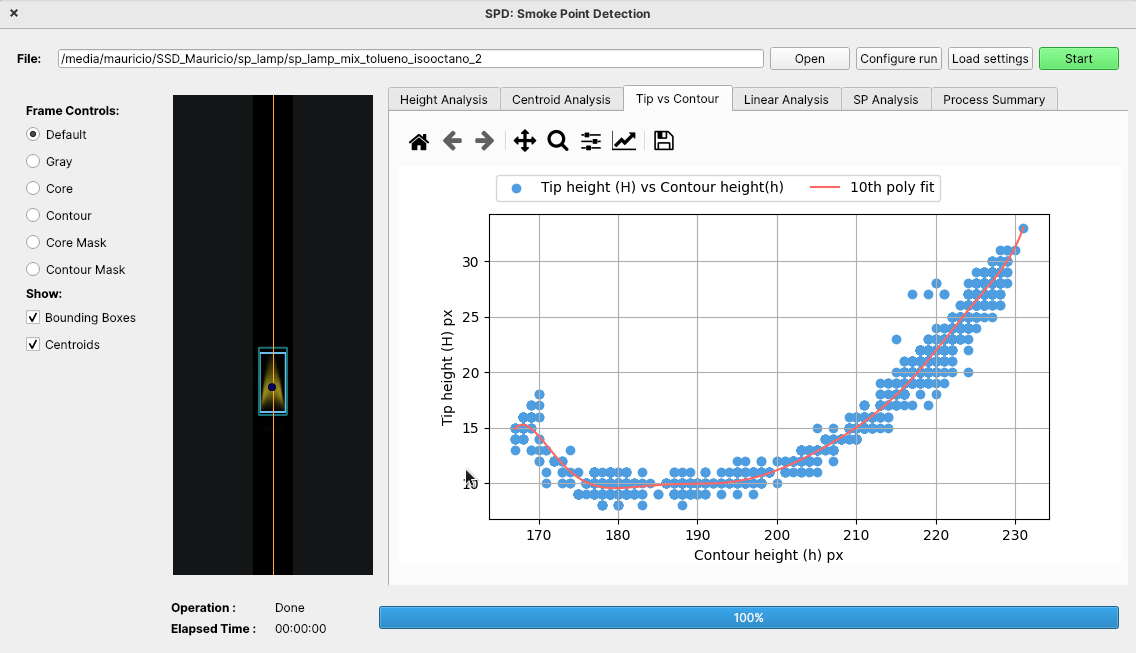 SPD: Smoke Point Detection
File: /media/mauricio/SSD_Mauricio/sp_lamp/sp_lamp_mix_tolueno_isooctano_2 Open Configure run Load settings Start
Frame Controls:
Default
Gray
Core
Contour
Core Mask
Contour Mask
Show:
Bounding Boxes
Centroids
Height Analysis Centroid Analysis Tip vs Contour Linear Analysis SP Analysis Process Summary
Tip height (H) vs Contour height(h) 10th poly fit
Tip height (H) px
30
25
20
15
10
170 180 190 200 210 220 230
Contour height (h) px
Operation : Done
Elapsed Time : 00:00:00
100%